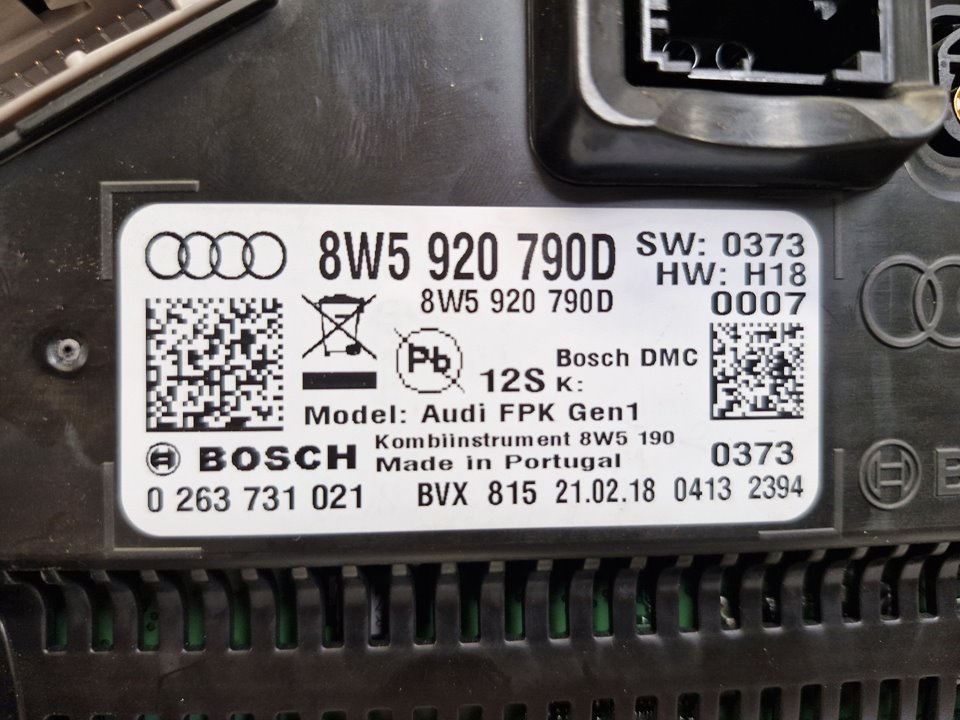 8W5 920 790D
SW: 0373
HW: H18
8W5 920 790D
0007
Pb
Bosch DMC
12S K:
Model: Audi FPK Gen1
Kombiinstrument 8W5 190
BOSCH
Made in Portugal
0373
0 263 731 021
BVX 815 21.02.18 0413 2394
B